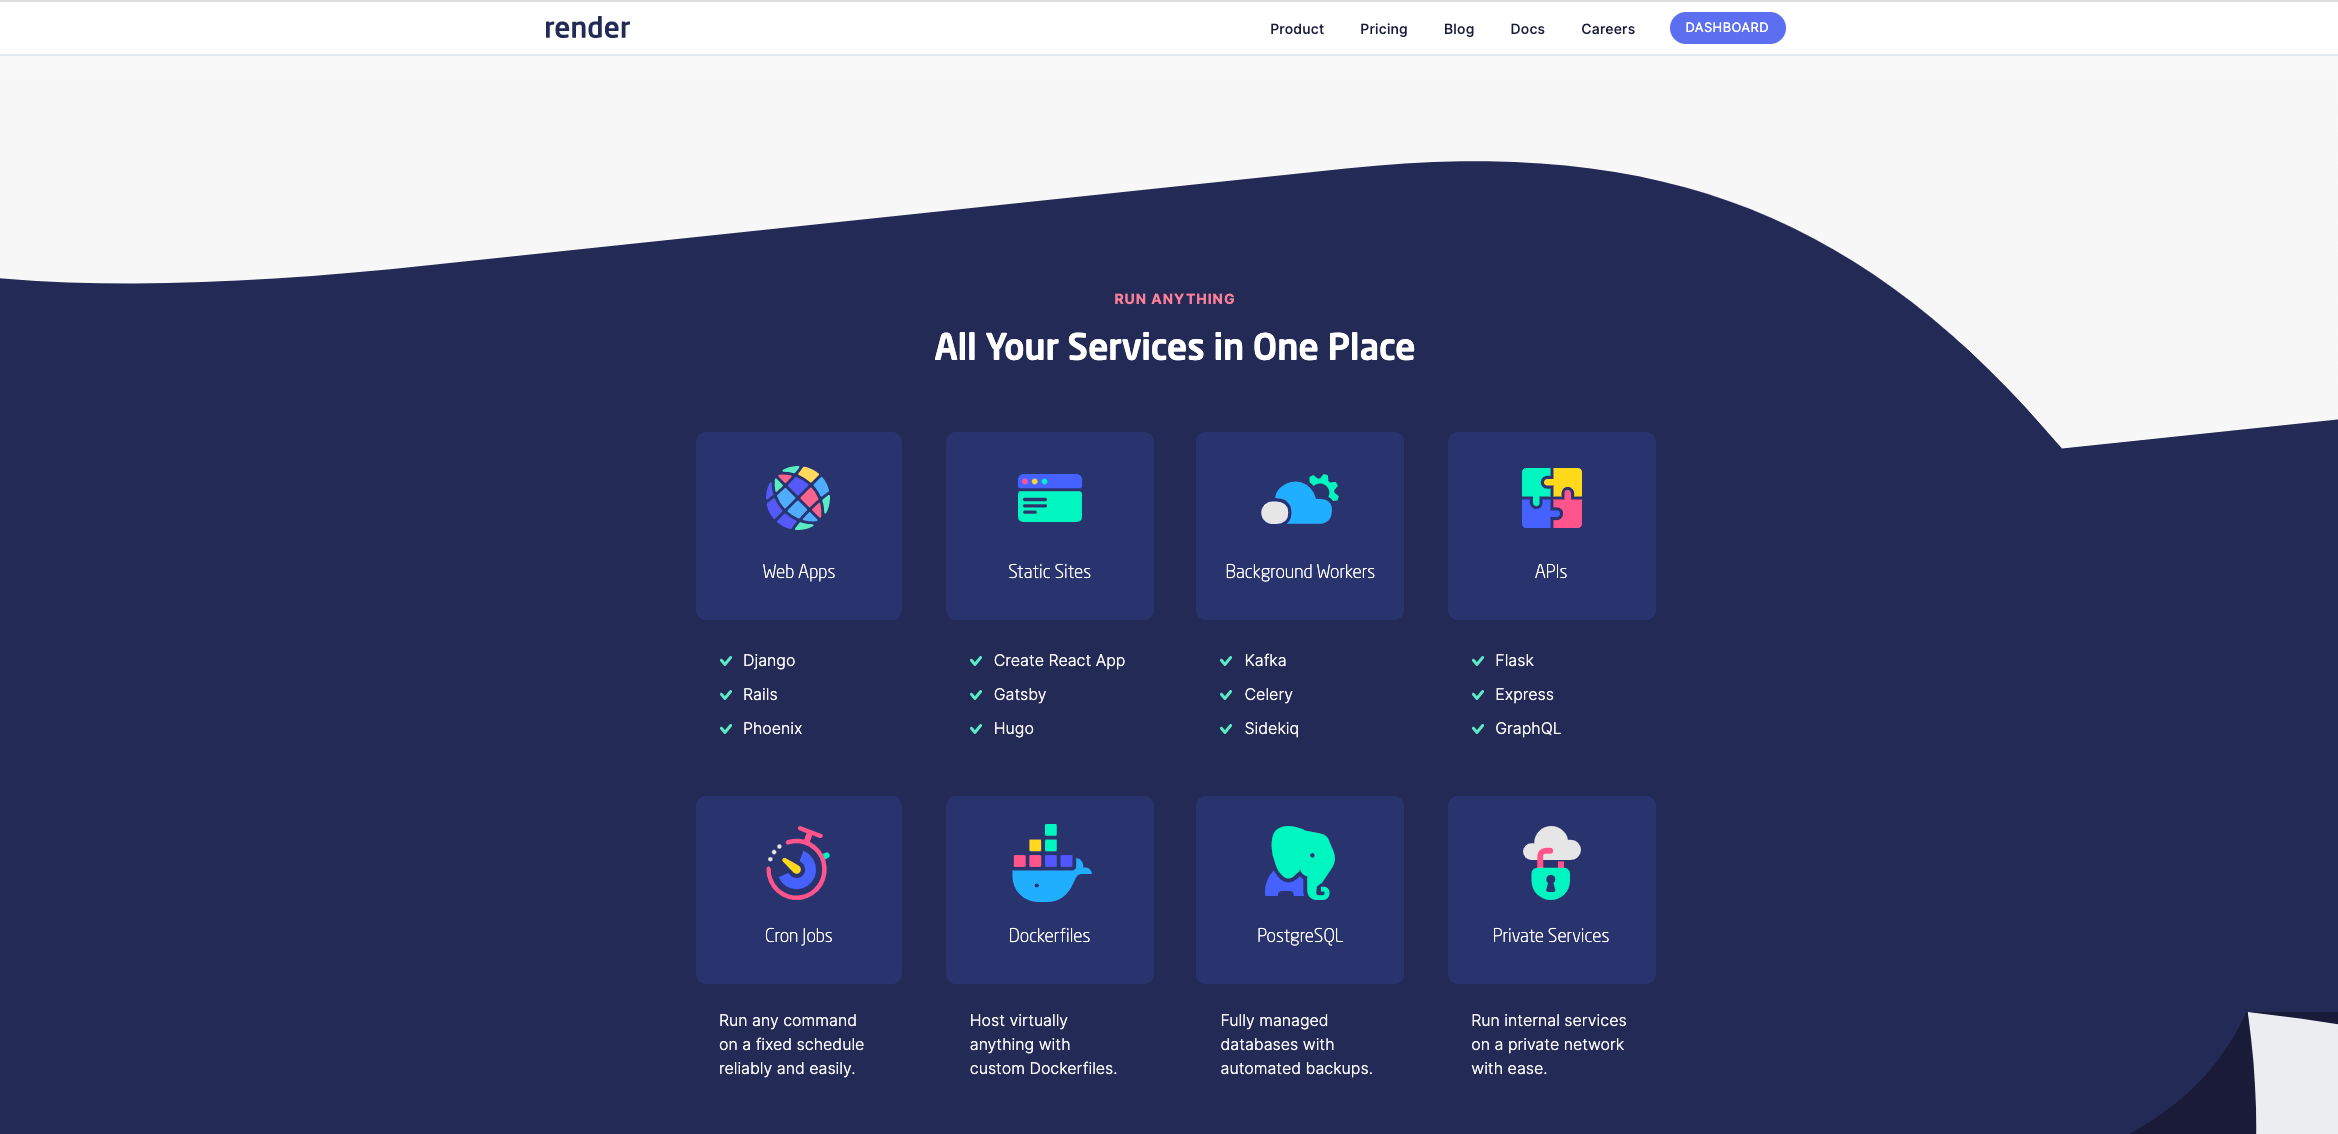 render
Product
Pricing
Blog
Docs
Careers
DASHBOARD
RUN ANYTHING
All Your Services in One Place
Web Apps
Django
Rails
Phoenix
Static Sites
Create React App
Gatsby
Hugo
Background Workers
Kafka
Celery
Sidekiq
APIs
Flask
Express
GraphQL
Cron Jobs
Run any command
on a fixed schedule
reliably and easily.
Dockerfiles
Host virtually
anything with
custom Dockerfiles.
PostgreSQL
Fully managed
databases with
automated backups.
Private Services
Run internal services
on a private network
with ease.